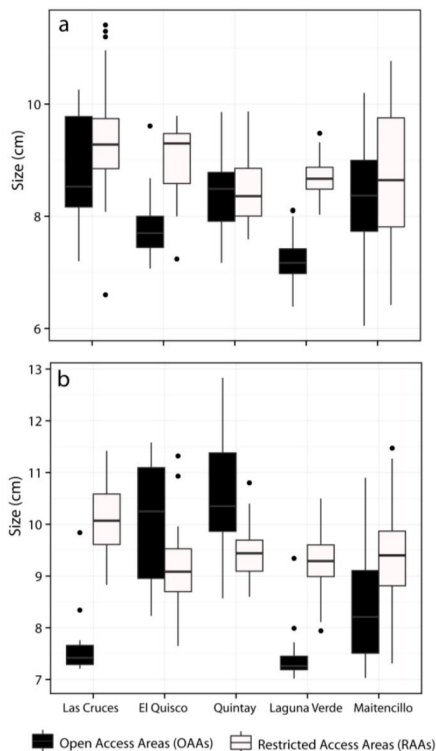 a
Size (cm)
10
8
6
b
Size (cm)
13
12
11
10
9
8
7
Las Cruces El Quisco Quintay Laguna Verde Maitencillo
Open Access Areas (OAAs) Restricted Access Areas (RAAs)